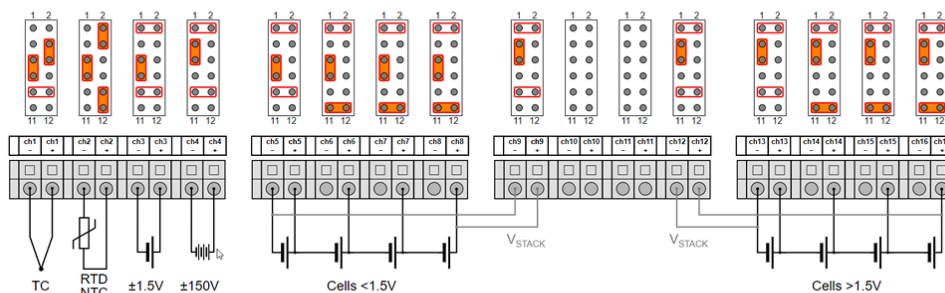 1 2 1 2 1 2 1 2 1 2 1 2 1 2 1 2 1 2 1 2 1 2 1 2 1 2 1 2 1 2 1 2
11 12 11 12 11 12 11 12 11 12 11 12 11 12 11 12 11 12 11 12 11 12 11 12 11 12 11 12 11 12 11 12
ch1 ch1 ch2 ch2 ch3 ch3 ch4 ch4 ch5 ch5 ch6 ch6 ch7 ch7 ch8 ch8 ch9 ch9 ch10 ch10 ch11 ch11 ch12 ch12 ch13 ch13 ch14 ch14 ch15 ch15 ch16
− + − + − + − + − + − + − + − + − + − + − + − + − + − + − + −
VSTACK VSTACK
TC RTD NTC ±1.5V ±150V Cells <1.5V Cells >1.5V